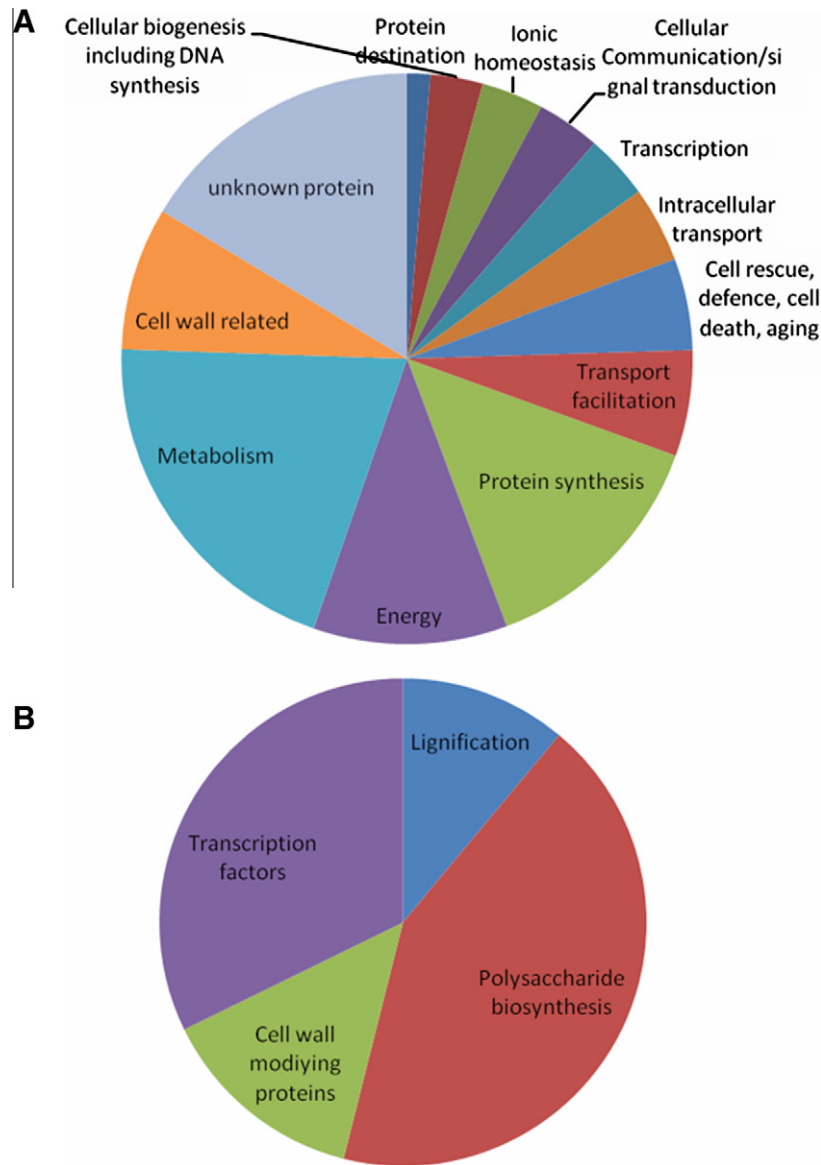 A
Cellular biogenesis
including DNA
synthesis
Protein
destination
Ionic
homeostasis
Cellular
Communication/si
gnal transduction
Transcription
Intracellular
transport
Cell rescue,
defence, cell
death, aging
Transport
facilitation
Protein synthesis
Energy
Metabolism
Cell wall related
unknown protein
B
Lignification
Polysaccharide
biosynthesis
Cell wall
modiying
proteins
Transcription
factors